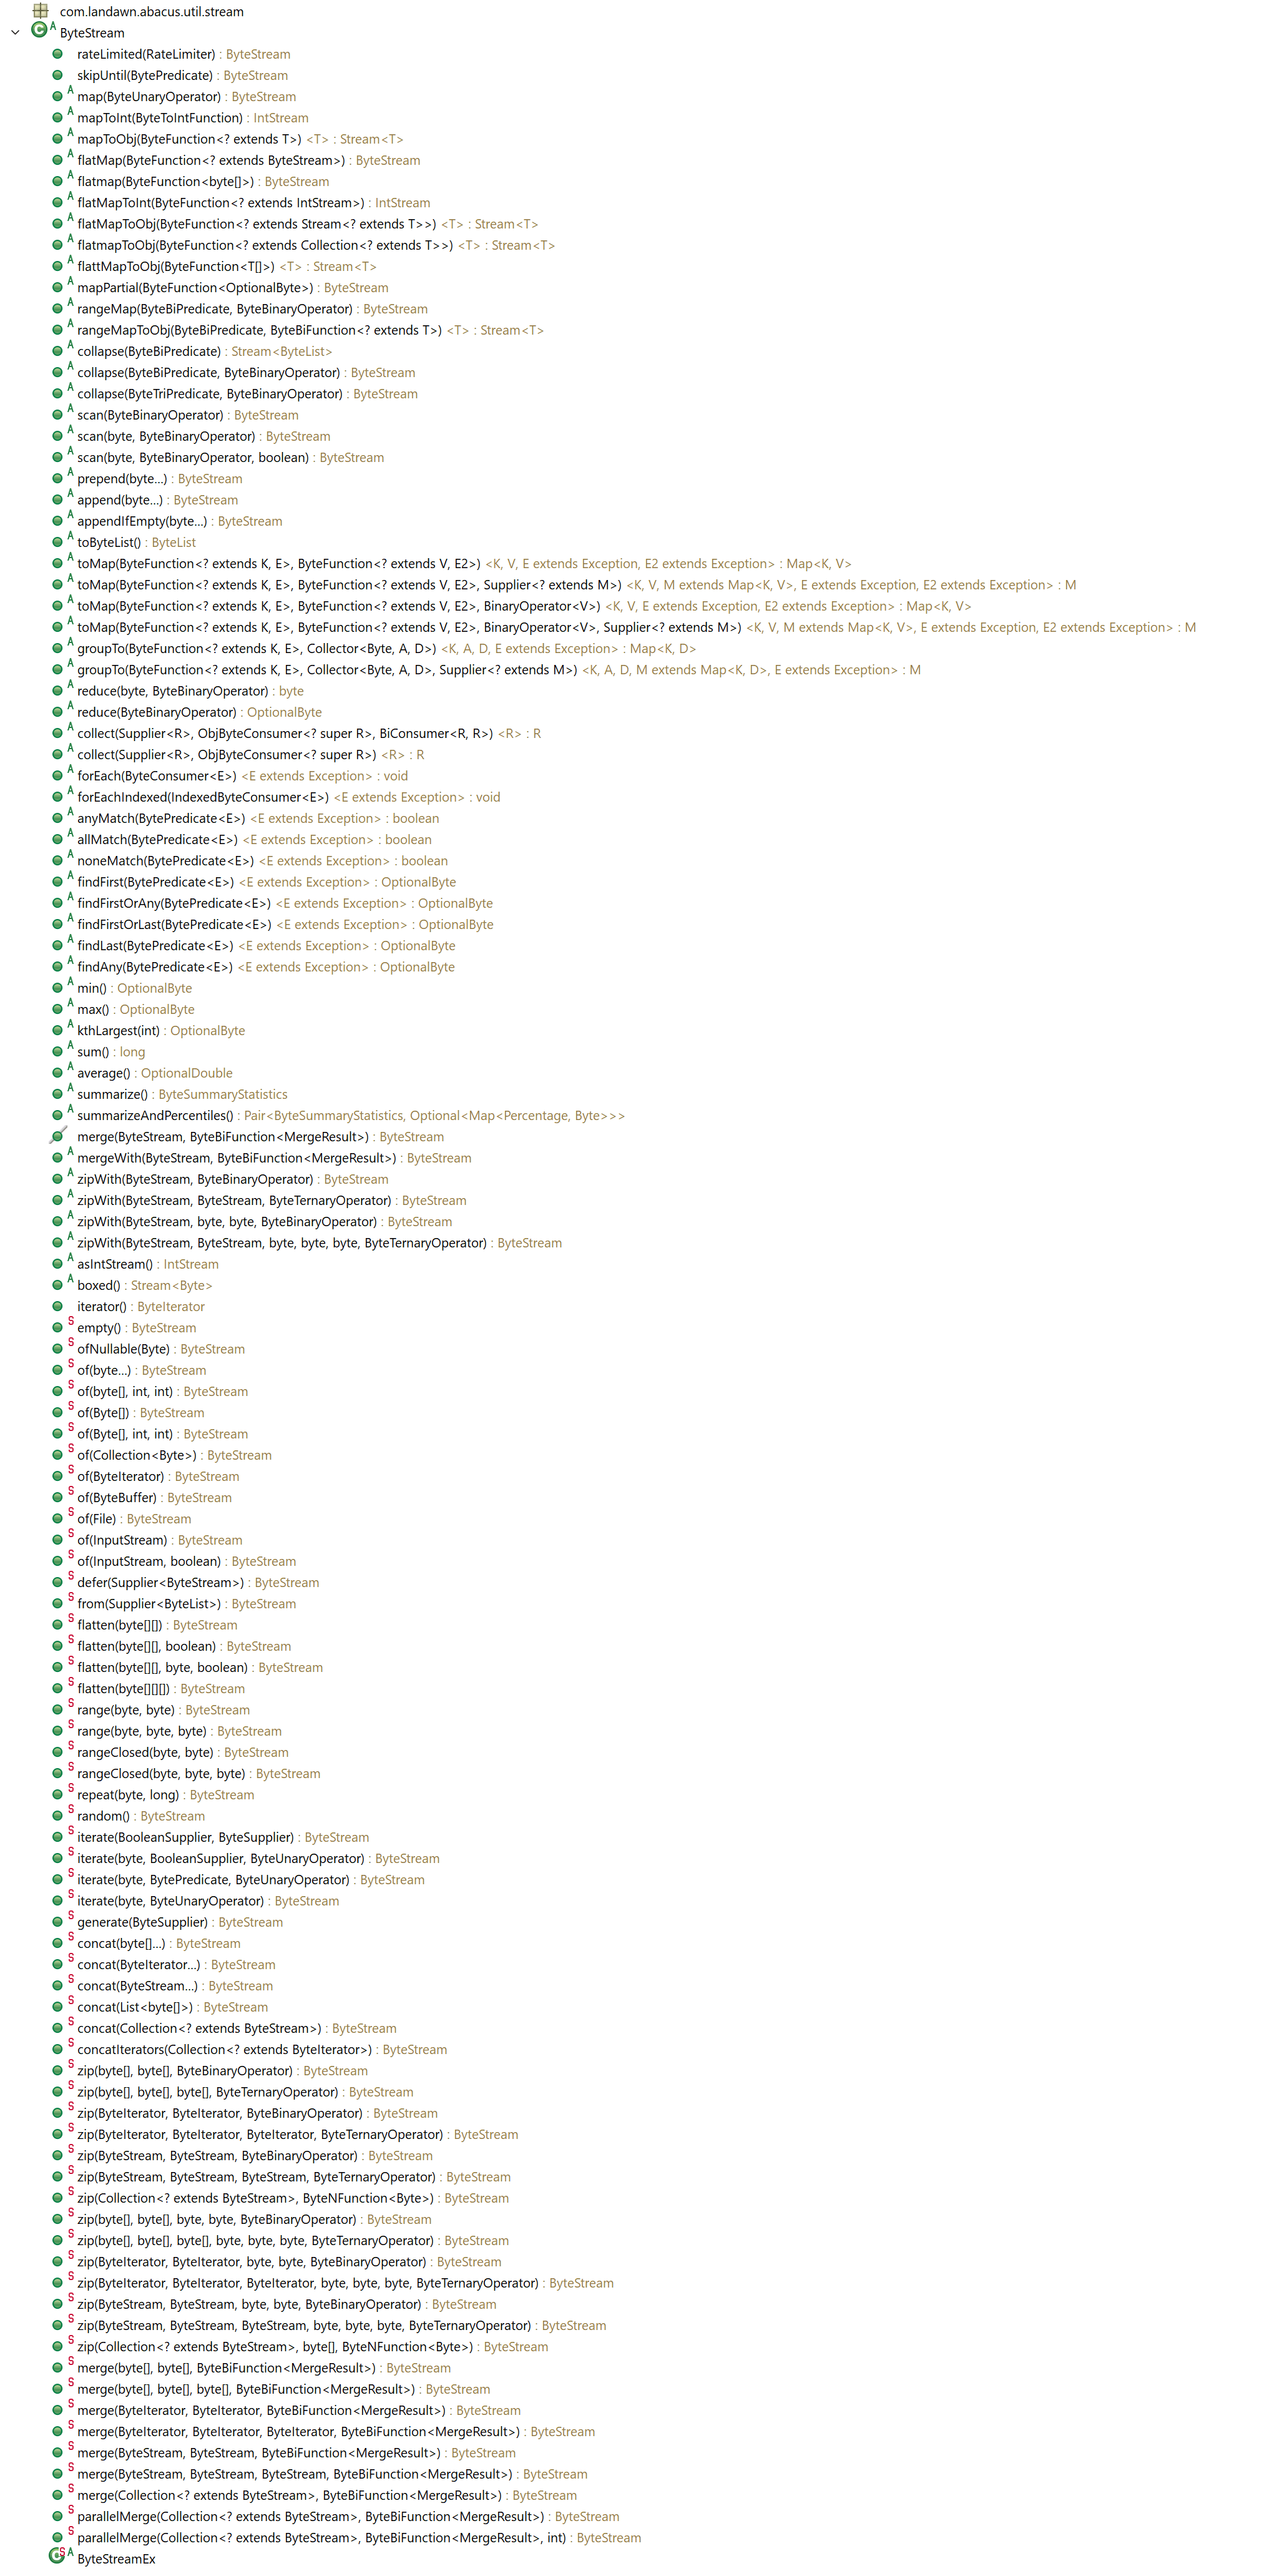 com.landawn.abacus.util.stream
ByteStream
rateLimited(RateLimiter) : ByteStream
skipUntil(BytePredicate) : ByteStream
map(ByteUnaryOperator) : ByteStream
mapToInt(ByteToIntFunction) : IntStream
mapToObj(ByteFunction<? extends T>) <T> : Stream<T>
flatMap(ByteFunction<? extends ByteStream>) : ByteStream
flatmap(ByteFunction<byte[]>) : ByteStream
flatMapToInt(ByteFunction<? extends IntStream>) : IntStream
flatMapToObj(ByteFunction<? extends Stream<? extends T>>) <T> : Stream<T>
flatmapToObj(ByteFunction<? extends Collection<? extends T>>) <T> : Stream<T>
flattMapToObj(ByteFunction<T[]>) <T> : Stream<T>
mapPartial(ByteFunction<OptionalByte>) : ByteStream
rangeMap(ByteBiPredicate, ByteBinaryOperator) : ByteStream
rangeMapToObj(ByteBiPredicate, ByteBiFunction<? extends T>) <T> : Stream<T>
collapse(ByteBiPredicate) : Stream<ByteList>
collapse(ByteBiPredicate, ByteBinaryOperator) : ByteStream
collapse(ByteTriPredicate, ByteBinaryOperator) : ByteStream
scan(ByteBinaryOperator) : ByteStream
scan(byte, ByteBinaryOperator) : ByteStream
scan(byte, ByteBinaryOperator, boolean) : ByteStream
prepend(byte...) : ByteStream
append(byte...) : ByteStream
appendIfEmpty(byte...) : ByteStream
toByteList() : ByteList
toMap(ByteFunction<? extends K, E>, ByteFunction<? extends V, E2>) <K, V, E extends Exception, E2 extends Exception> : Map<K, V>
toMap(ByteFunction<? extends K, E>, ByteFunction<? extends V, E2>, Supplier<? extends M>) <K, V, M extends Map<K, V>, E extends Exception, E2 extends Exception> : M
toMap(ByteFunction<? extends K, E>, ByteFunction<? extends V, E2>, BinaryOperator<V>) <K, V, E extends Exception, E2 extends Exception> : Map<K, V>
toMap(ByteFunction<? extends K, E>, ByteFunction<? extends V, E2>, BinaryOperator<V>, Supplier<? extends M>) <K, V, M extends Map<K, V>, E extends Exception, E2 extends Exception> : M
groupTo(ByteFunction<? extends K, E>, Collector<Byte, A, D>) <K, A, D, E extends Exception> : Map<K, D>
groupTo(ByteFunction<? extends K, E>, Collector<Byte, A, D>, Supplier<? extends M>) <K, A, D, M extends Map<K, D>, E extends Exception> : M
reduce(byte, ByteBinaryOperator) : byte
reduce(ByteBinaryOperator) : OptionalByte
collect(Supplier<R>, ObjByteConsumer<? super R>, BiConsumer<R, R>) <R> : R
collect(Supplier<R>, ObjByteConsumer<? super R>) <R> : R
forEach(ByteConsumer<E>) <E extends Exception> : void
forEachIndexed(IndexedByteConsumer<E>) <E extends Exception> : void
anyMatch(BytePredicate<E>) <E extends Exception> : boolean
allMatch(BytePredicate<E>) <E extends Exception> : boolean
noneMatch(BytePredicate<E>) <E extends Exception> : boolean
findFirst(BytePredicate<E>) <E extends Exception> : OptionalByte
findFirstOrAny(BytePredicate<E>) <E extends Exception> : OptionalByte
findFirstOrLast(BytePredicate<E>) <E extends Exception> : OptionalByte
findLast(BytePredicate<E>) <E extends Exception> : OptionalByte
findAny(BytePredicate<E>) <E extends Exception> : OptionalByte
min() : OptionalByte
max() : OptionalByte
kthLargest(int) : OptionalByte
sum() : long
average() : OptionalDouble
summarize() : ByteSummaryStatistics
summarizeAndPercentiles() : Pair<ByteSummaryStatistics, Optional<Map<Percentage, Byte>>>
merge(ByteStream, ByteBiFunction<MergeResult>) : ByteStream
mergeWith(ByteStream, ByteBiFunction<MergeResult>) : ByteStream
zipWith(ByteStream, ByteBinaryOperator) : ByteStream
zipWith(ByteStream, ByteStream, ByteTernaryOperator) : ByteStream
zipWith(ByteStream, byte, byte, ByteBinaryOperator) : ByteStream
zipWith(ByteStream, ByteStream, byte, byte, byte, ByteTernaryOperator) : ByteStream
asIntStream() : IntStream
boxed() : Stream<Byte>
iterator() : ByteIterator
empty() : ByteStream
ofNullable(Byte) : ByteStream
of(byte...) : ByteStream
of(byte[], int, int) : ByteStream
of(Byte[]) : ByteStream
of(Byte[], int, int) : ByteStream
of(Collection<Byte>) : ByteStream
of(ByteIterator) : ByteStream
of(ByteBuffer) : ByteStream
of(File) : ByteStream
of(InputStream) : ByteStream
of(InputStream, boolean) : ByteStream
defer(Supplier<ByteStream>) : ByteStream
from(Supplier<ByteList>) : ByteStream
flatten(byte[][]) : ByteStream
flatten(byte[][], boolean) : ByteStream
flatten(byte[][], byte, boolean) : ByteStream
flatten(byte[][][]) : ByteStream
range(byte, byte) : ByteStream
range(byte, byte, byte) : ByteStream
rangeClosed(byte, byte) : ByteStream
rangeClosed(byte, byte, byte) : ByteStream
repeat(byte, long) : ByteStream
random() : ByteStream
iterate(BooleanSupplier, ByteSupplier) : ByteStream
iterate(byte, BooleanSupplier, ByteUnaryOperator) : ByteStream
iterate(byte, BytePredicate, ByteUnaryOperator) : ByteStream
iterate(byte, ByteUnaryOperator) : ByteStream
generate(ByteSupplier) : ByteStream
concat(byte[]...) : ByteStream
concat(ByteIterator...) : ByteStream
concat(ByteStream...) : ByteStream
concat(List<byte[]>) : ByteStream
concat(Collection<? extends ByteStream>) : ByteStream
concatIterators(Collection<? extends ByteIterator>) : ByteStream
zip(byte[], byte[], ByteBinaryOperator) : ByteStream
zip(byte[], byte[], byte[], ByteTernaryOperator) : ByteStream
zip(ByteIterator, ByteIterator, ByteBinaryOperator) : ByteStream
zip(ByteIterator, ByteIterator, ByteIterator, ByteTernaryOperator) : ByteStream
zip(ByteStream, ByteStream, ByteBinaryOperator) : ByteStream
zip(ByteStream, ByteStream, ByteStream, ByteTernaryOperator) : ByteStream
zip(Collection<? extends ByteStream>, ByteNFunction<Byte>) : ByteStream
zip(byte[], byte[], byte, byte, ByteBinaryOperator) : ByteStream
zip(byte[], byte[], byte[], byte, byte, byte, ByteTernaryOperator) : ByteStream
zip(ByteIterator, ByteIterator, byte, byte, ByteBinaryOperator) : ByteStream
zip(ByteIterator, ByteIterator, ByteIterator, byte, byte, byte, ByteTernaryOperator) : ByteStream
zip(ByteStream, ByteStream, byte, byte, ByteBinaryOperator) : ByteStream
zip(ByteStream, ByteStream, ByteStream, byte, byte, byte, ByteTernaryOperator) : ByteStream
zip(Collection<? extends ByteStream>, byte[], ByteNFunction<Byte>) : ByteStream
merge(byte[], byte[], ByteBiFunction<MergeResult>) : ByteStream
merge(byte[], byte[], byte[], ByteBiFunction<MergeResult>) : ByteStream
merge(ByteIterator, ByteIterator, ByteBiFunction<MergeResult>) : ByteStream
merge(ByteIterator, ByteIterator, ByteIterator, ByteBiFunction<MergeResult>) : ByteStream
merge(ByteStream, ByteStream, ByteBiFunction<MergeResult>) : ByteStream
merge(ByteStream, ByteStream, ByteStream, ByteBiFunction<MergeResult>) : ByteStream
merge(Collection<? extends ByteStream>, ByteBiFunction<MergeResult>) : ByteStream
parallelMerge(Collection<? extends ByteStream>, ByteBiFunction<MergeResult>) : ByteStream
parallelMerge(Collection<? extends ByteStream>, ByteBiFunction<MergeResult>, int) : ByteStream
ByteStreamEx